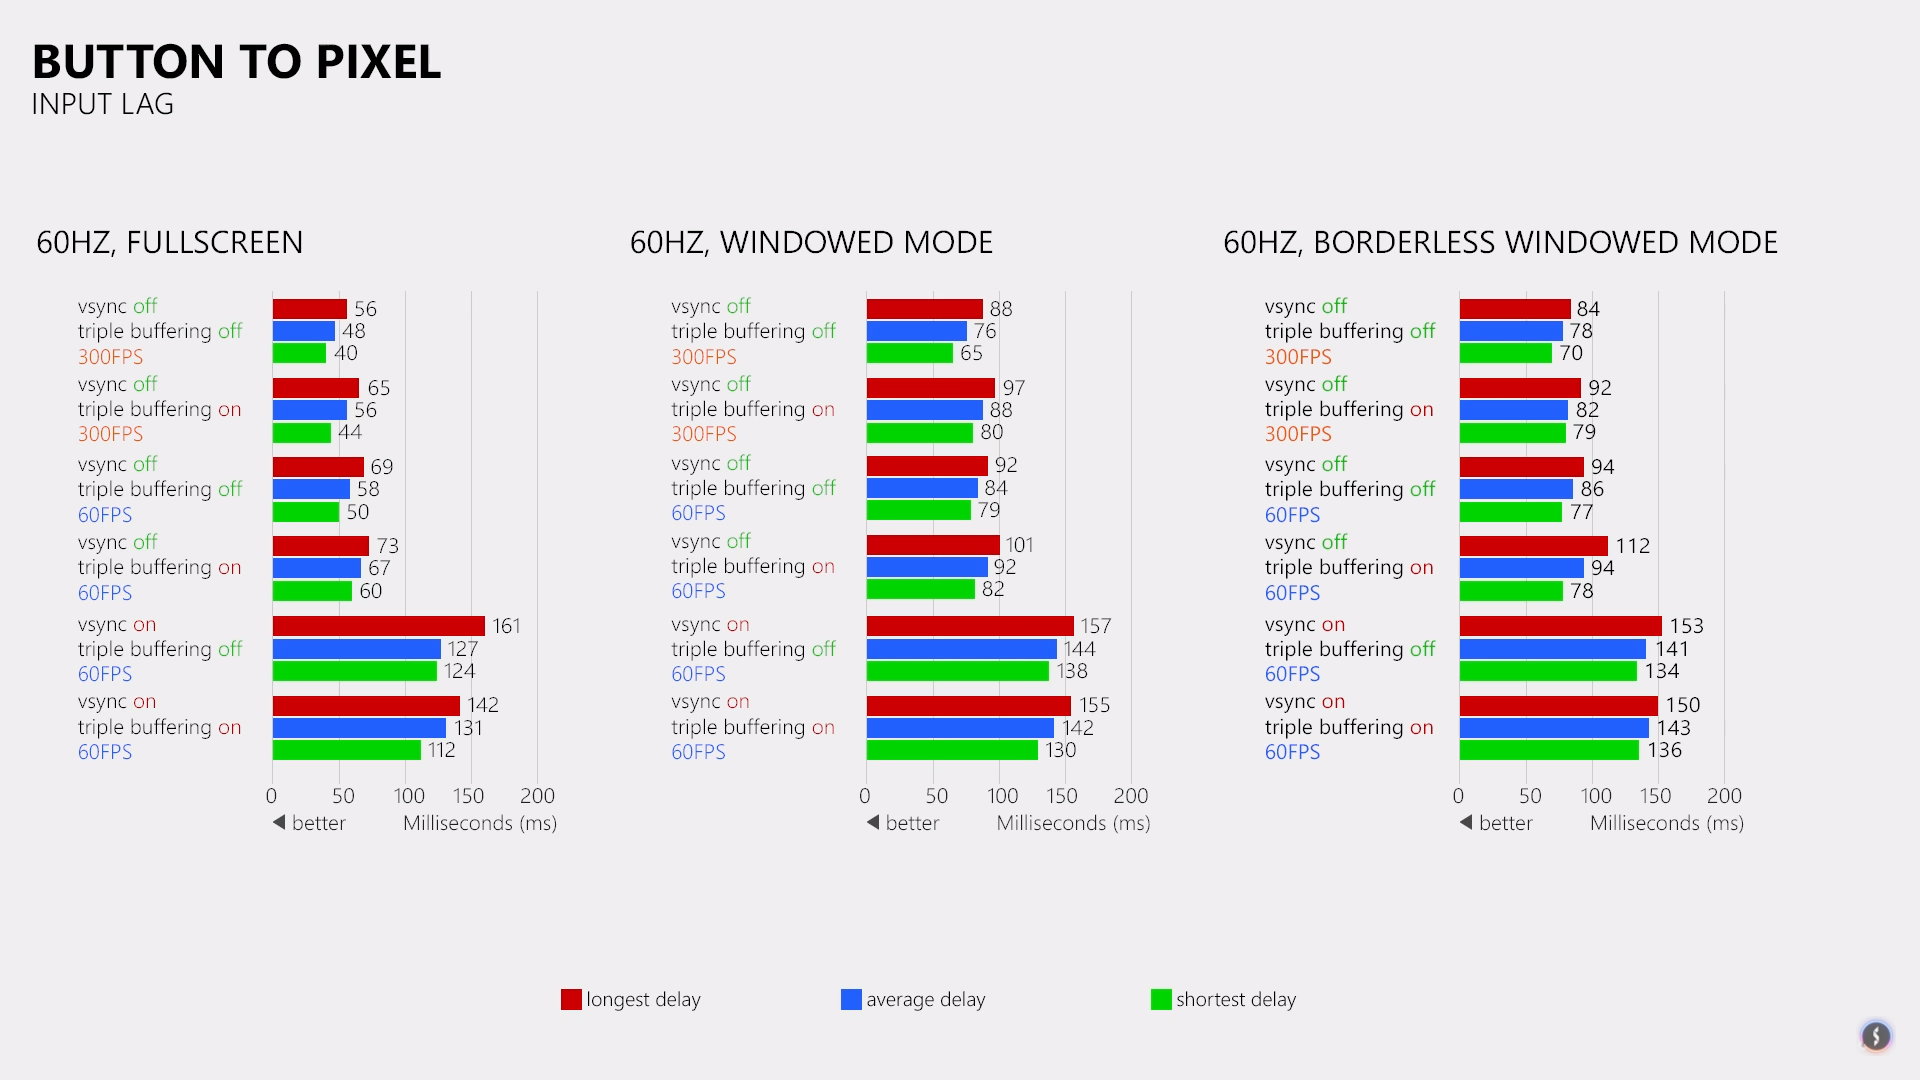 BUTTON TO PIXEL
INPUT LAG
60HZ, FULLSCREEN
vsync off
triple buffering off
300FPS
56
48
40
vsync off
triple buffering on
300FPS
65
56
44
vsync off
triple buffering off
60FPS
69
58
50
vsync off
triple buffering on
60FPS
73
67
60
vsync on
triple buffering off
60FPS
161
127
124
vsync on
triple buffering on
60FPS
142
131
112
0 50 100 150 200
better Milliseconds (ms)
60HZ, WINDOWED MODE
vsync off
triple buffering off
300FPS
88
76
65
vsync off
triple buffering on
300FPS
97
88
80
vsync off
triple buffering off
60FPS
92
84
79
vsync off
triple buffering on
60FPS
101
92
82
vsync on
triple buffering off
60FPS
157
144
138
vsync on
triple buffering on
60FPS
155
142
130
0 50 100 150 200
better Milliseconds (ms)
60HZ, BORDERLESS WINDOWED MODE
vsync off
triple buffering off
300FPS
84
78
70
vsync off
triple buffering on
300FPS
92
82
79
vsync off
triple buffering off
60FPS
94
86
77
vsync off
triple buffering on
60FPS
112
94
78
vsync on
triple buffering off
60FPS
153
141
134
vsync on
triple buffering on
60FPS
150
143
136
0 50 100 150 200
better Milliseconds (ms)
longest delay average delay shortest delay